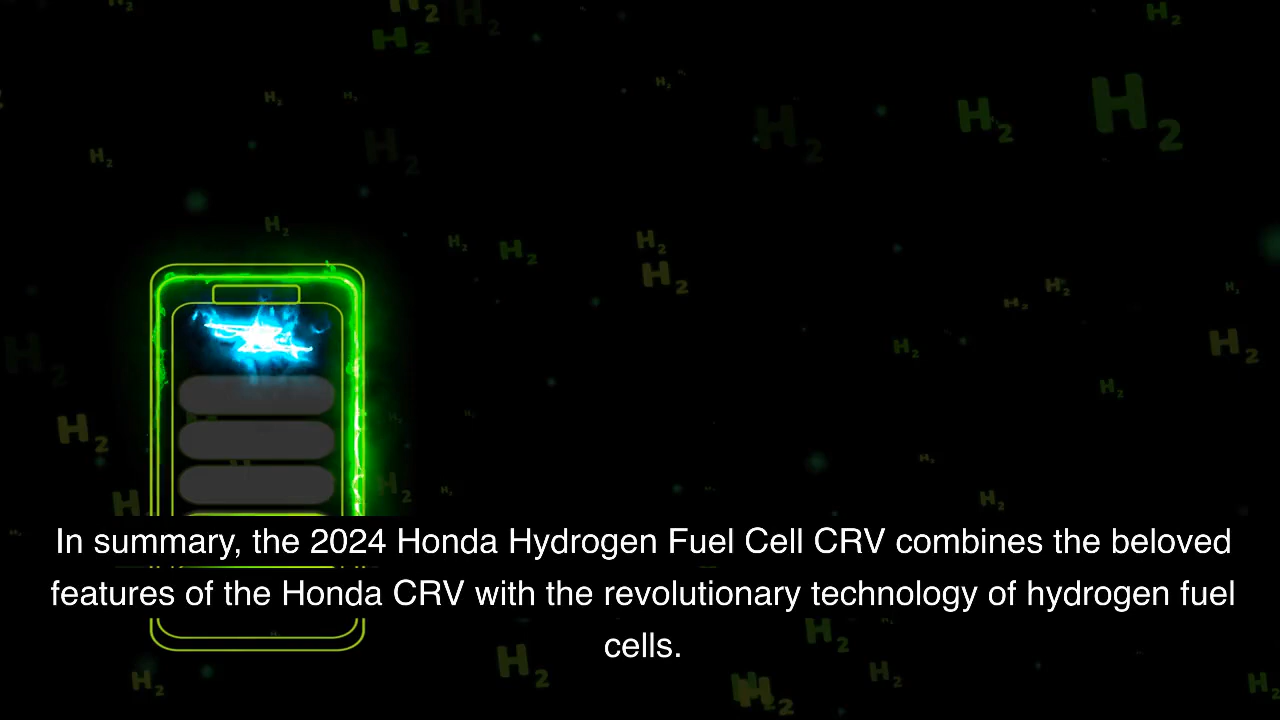 H2
In summary, the 2024 Honda Hydrogen Fuel Cell CRV combines the beloved
features of the Honda CRV with the revolutionary technology of hydrogen fuel
cells.